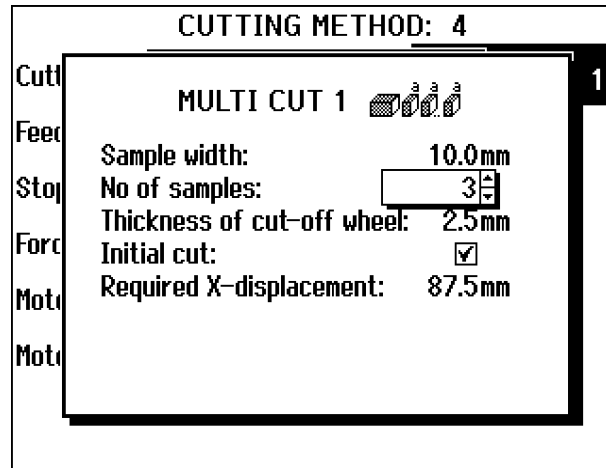 CUTTING METHOD: 4
1
MULTI CUT 1
Sample width: 10.0mm
No of samples: 3
Thickness of cut-off wheel: 2.5mm
Initial cut:
Required X-displacement: 87.5mm